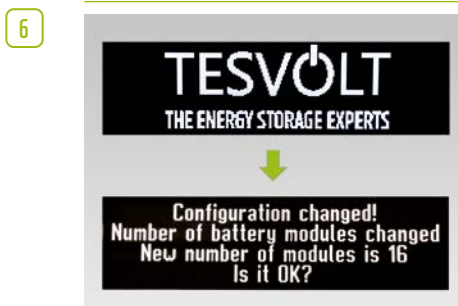 6
TESVOLT
THE ENERGY STORAGE EXPERTS
Configuration changed!
Number of battery modules changed
New number of modules is 16
Is it OK?